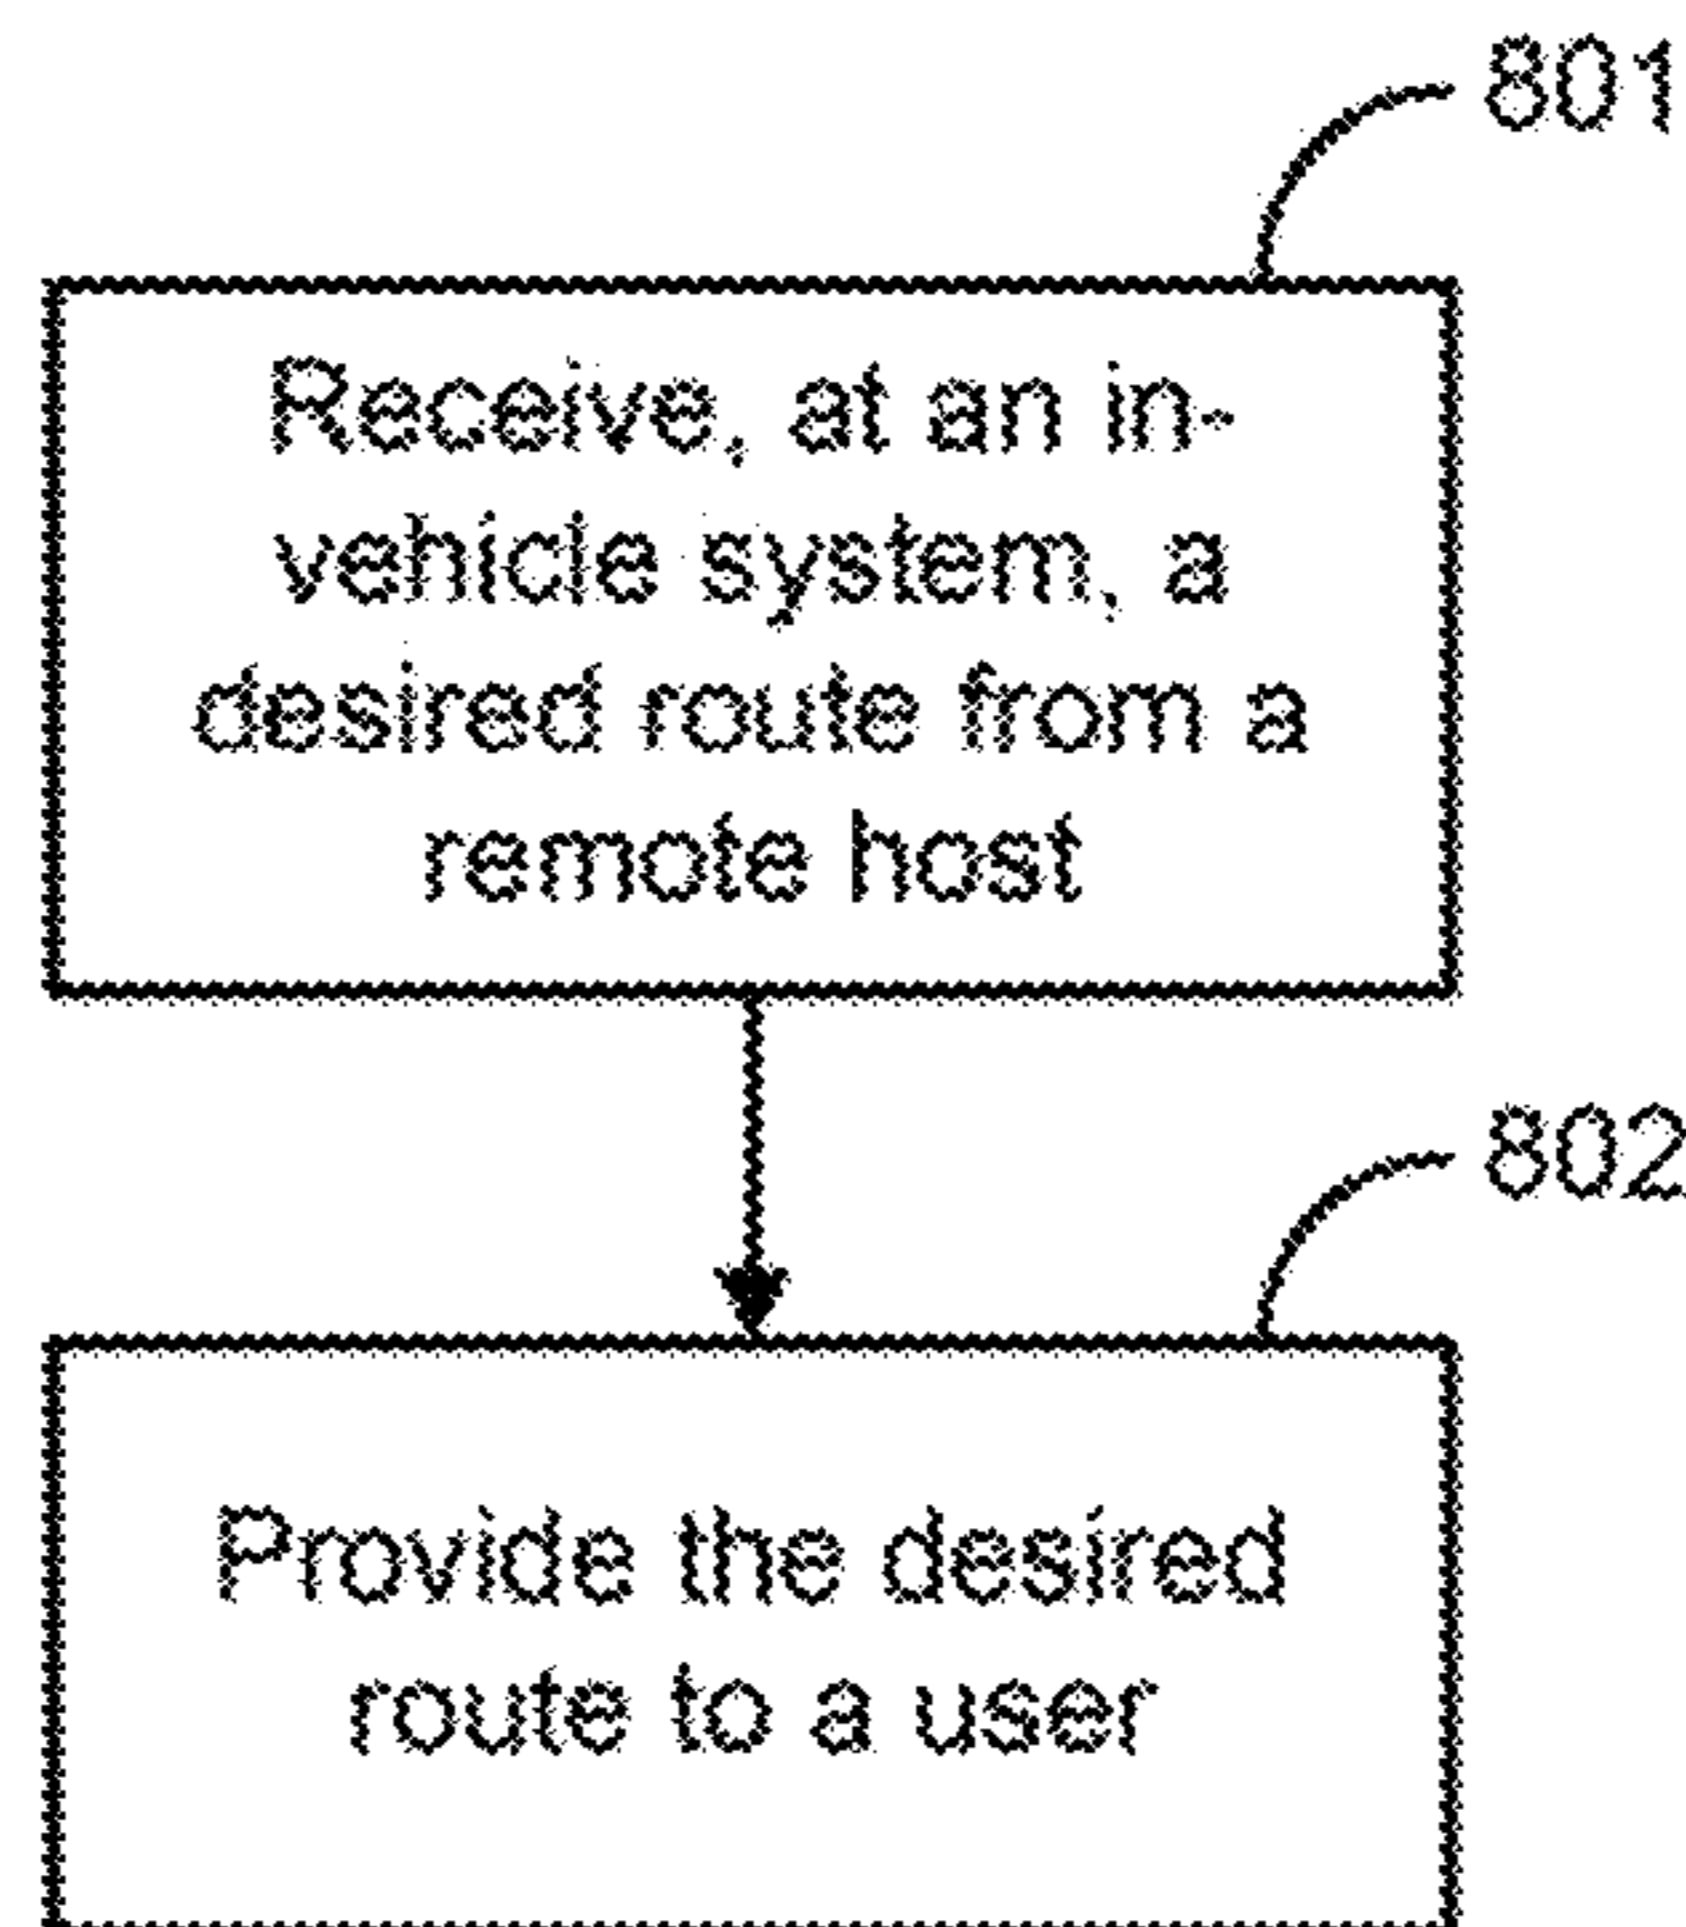 801
Receive, at an in-
vehicle system, a
desired route from a
remote host
802
Provide the desired
route to a user